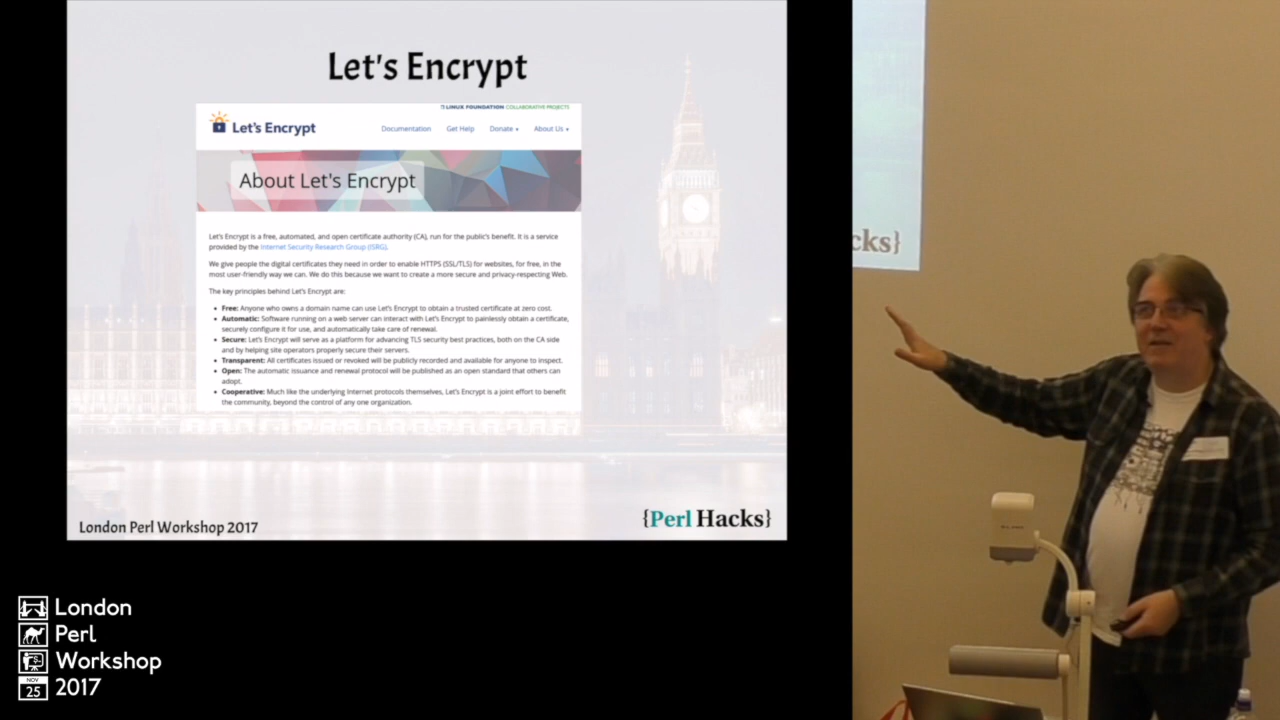 Let's Encrypt
LINUX FOUNDATION COLLABORATIVE PROJECTS
Let's Encrypt
Documentation Get Help Donate ▾ About Us ▾
About Let's Encrypt
Let's Encrypt is a free, automated, and open certificate authority (CA), run for the public's benefit. It is a service
provided by the Internet Security Research Group (ISRG).
We give people the digital certificates they need in order to enable HTTPS (SSL/TLS) for websites, for free, in the
most user-friendly way we can. We do this because we want to create a more secure and privacy-respecting Web.
The key principles behind Let's Encrypt are:
• Free: Anyone who owns a domain name can use Let's Encrypt to obtain a trusted certificate at zero cost.
• Automatic: Software running on a web server can interact with Let's Encrypt to painlessly obtain a certificate,
securely configure it for use, and automatically take care of renewal.
• Secure: Let's Encrypt will serve as a platform for advancing TLS security best practices, both on the CA side
and by helping site operators properly secure their servers.
• Transparent: All certificates issued or revoked will be publicly recorded and available for anyone to inspect.
• Open: The automatic issuance and renewal protocol will be published as an open standard that others can
adopt.
• Cooperative: Much like the underlying Internet protocols themselves, Let's Encrypt is a joint effort to benefit
the community, beyond the control of any one organization.
London Perl Workshop 2017
{Perl Hacks}
cks}
London
Perl
Workshop
NOV
25
2017